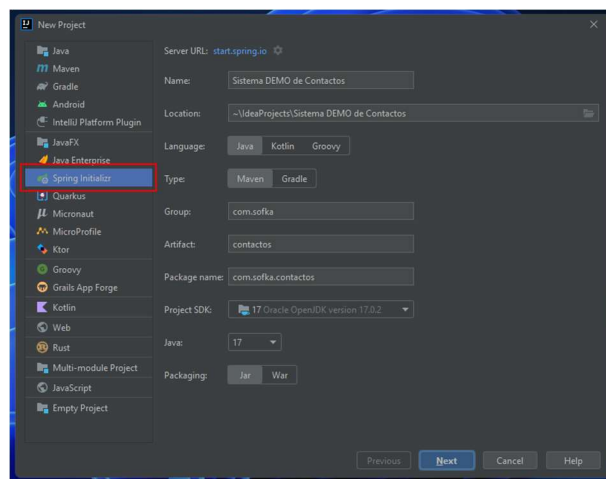 New Project
Java
Maven
Gradle
Android
IntelliJ Platform Plugin
JavaFX
Java Enterprise
Spring Initializr
Quarkus
Micronaut
MicroProfile
Ktor
Groovy
Grails App Forge
Kotlin
Web
Rust
Multi-module Project
JavaScript
Empty Project
Server URL: start.spring.io
Name: Sistema DEMO de Contactos
Location: ~\IdeaProjects\Sistema DEMO de Contactos
Language: Java Kotlin Groovy
Type: Maven Gradle
Group: com.sofka
Artifact: contactos
Package name: com.sofka.contactos
Project SDK: 17 Oracle OpenJDK version 17.0.2
Java: 17
Packaging: Jar War
Previous Next Cancel Help